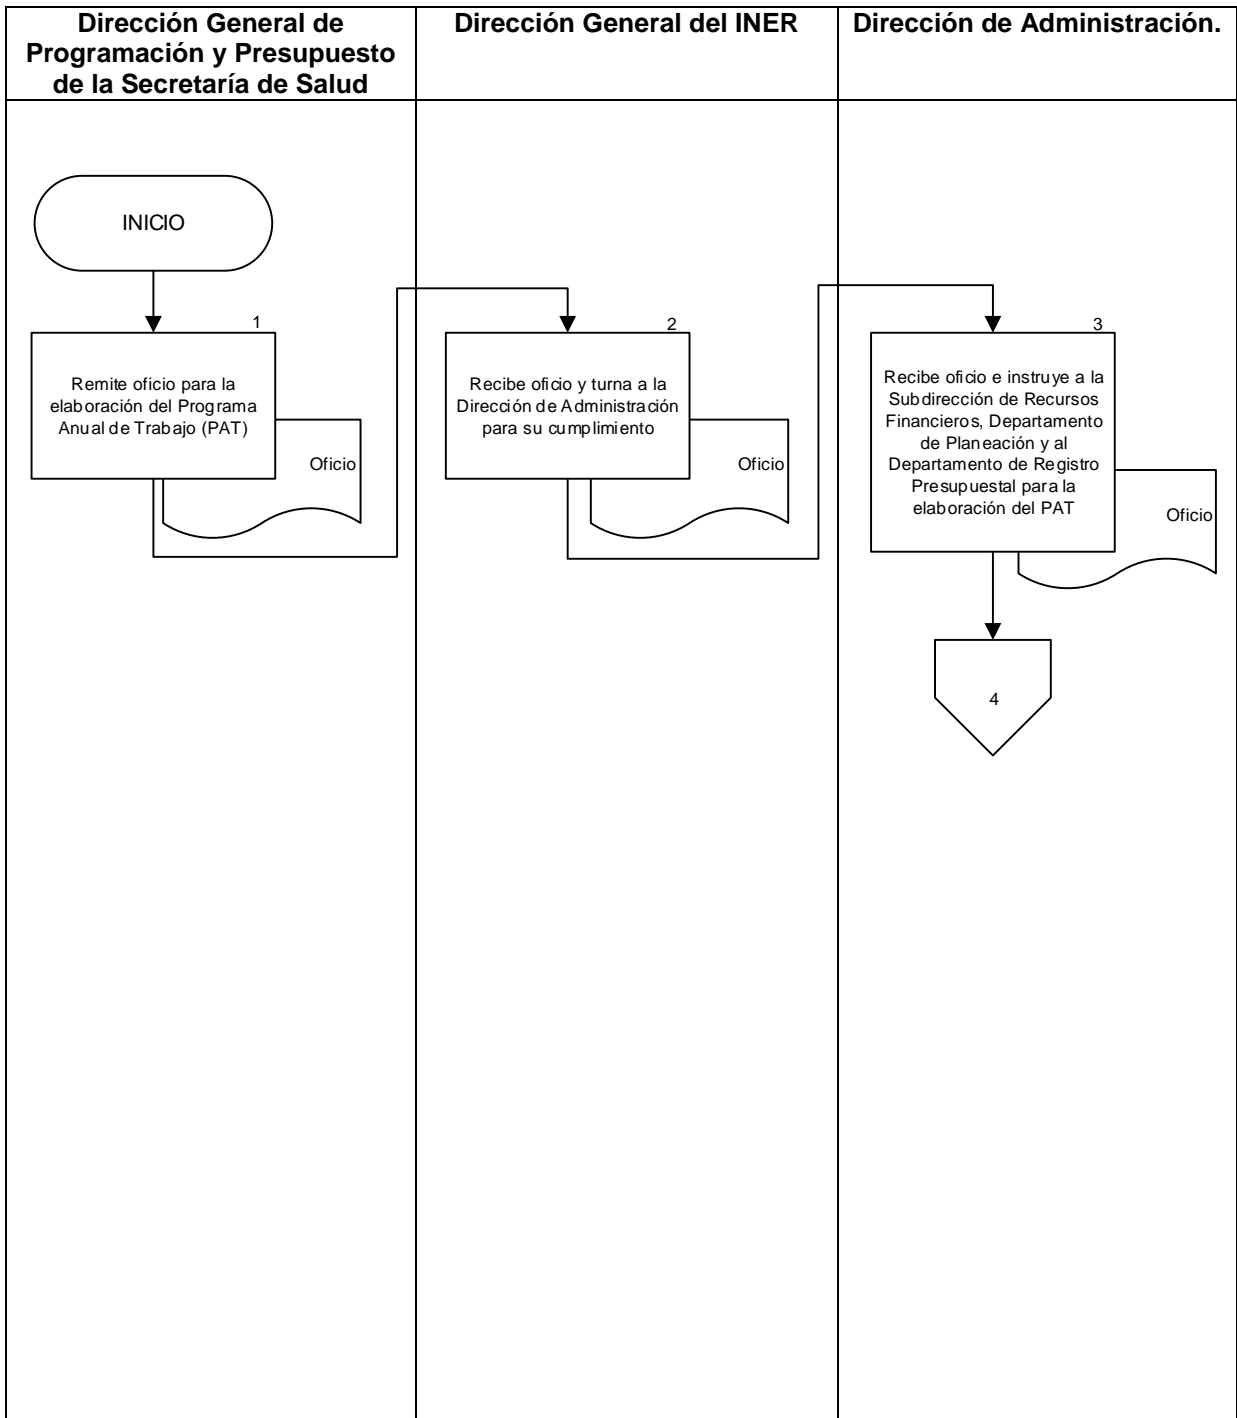 Dirección General de
Programación y Presupuesto
de la Secretaría de Salud
Dirección General del INER
Dirección de Administración.
INICIO
1
Remite oficio para la
elaboración del Programa
Anual de Trabajo (PAT)
Oficio
2
Recibe oficio y turna a la
Dirección de Administración
para su cumplimiento
Oficio
3
Recibe oficio e instruye a la
Subdirección de Recursos
Financieros, Departamento
de Planeación y al
Departamento de Registro
Presupuestal para la
elaboración del PAT
Oficio
4